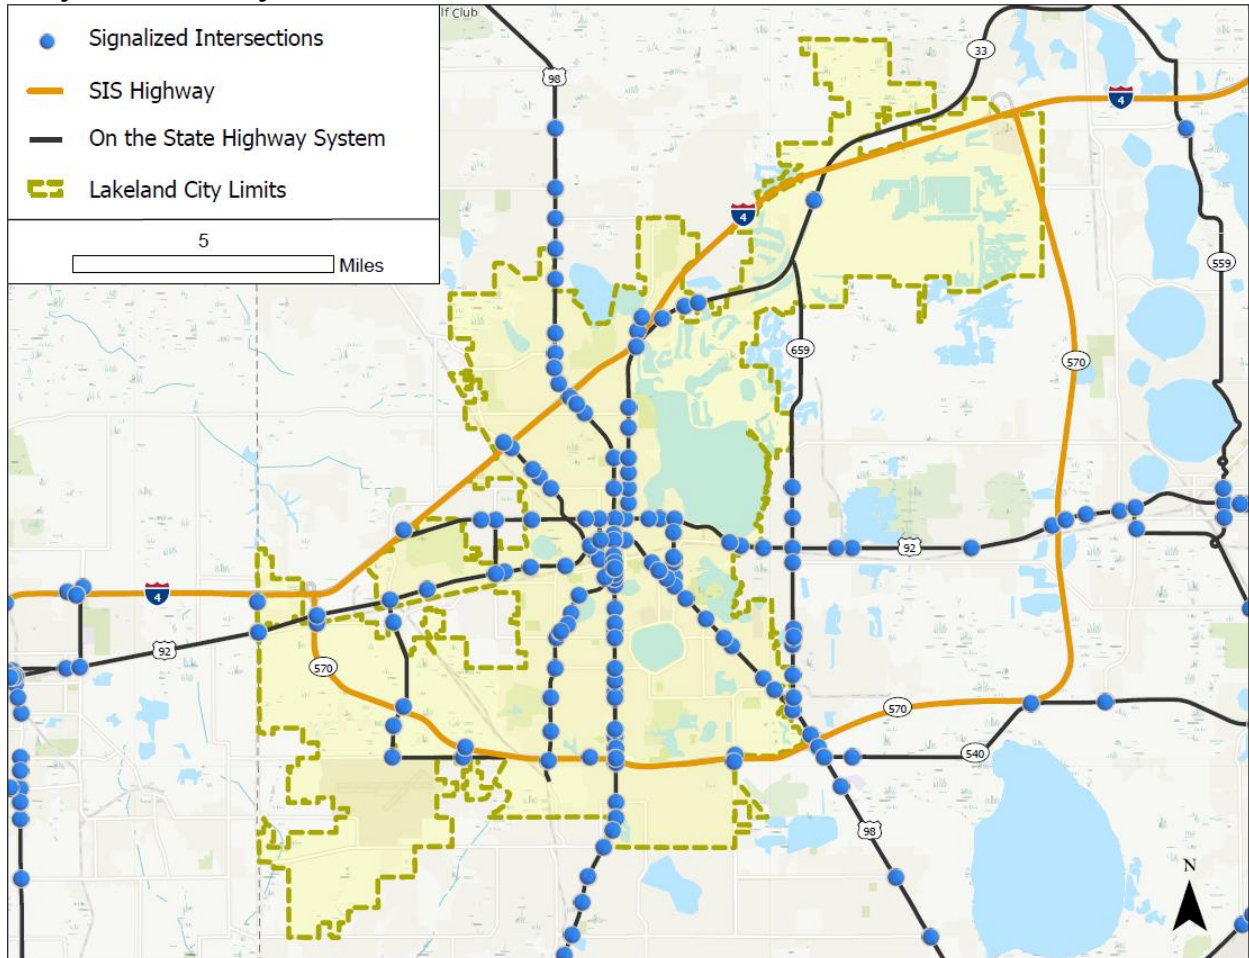 lf Club
Signalized Intersections
SIS Highway
On the State Highway System
Lakeland City Limits
5
Miles
98
33
4
4
559
659
570
92
4
92
570
570
540
98
N